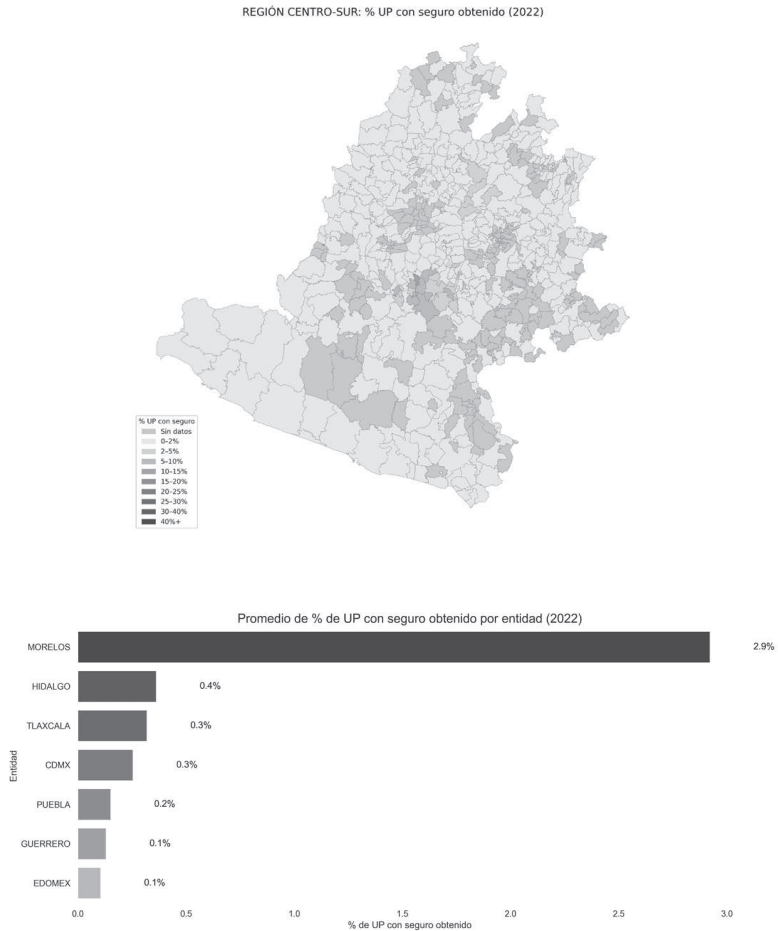 REGIÓN CENTRO-SUR: % UP con seguro obtenido (2022)
% UP con seguro
Sin datos
0–2%
2–5%
5–10%
10–15%
15–20%
20–25%
25–30%
30–40%
40%+
Promedio de % de UP con seguro obtenido por entidad (2022)
MORELOS 2.9%
HIDALGO 0.4%
TLAXCALA 0.3%
CDMX 0.3%
PUEBLA 0.2%
GUERRERO 0.1%
EDOMEX 0.1%
Entidad
0.0 0.5 1.0 1.5 2.0 2.5 3.0
% de UP con seguro obtenido